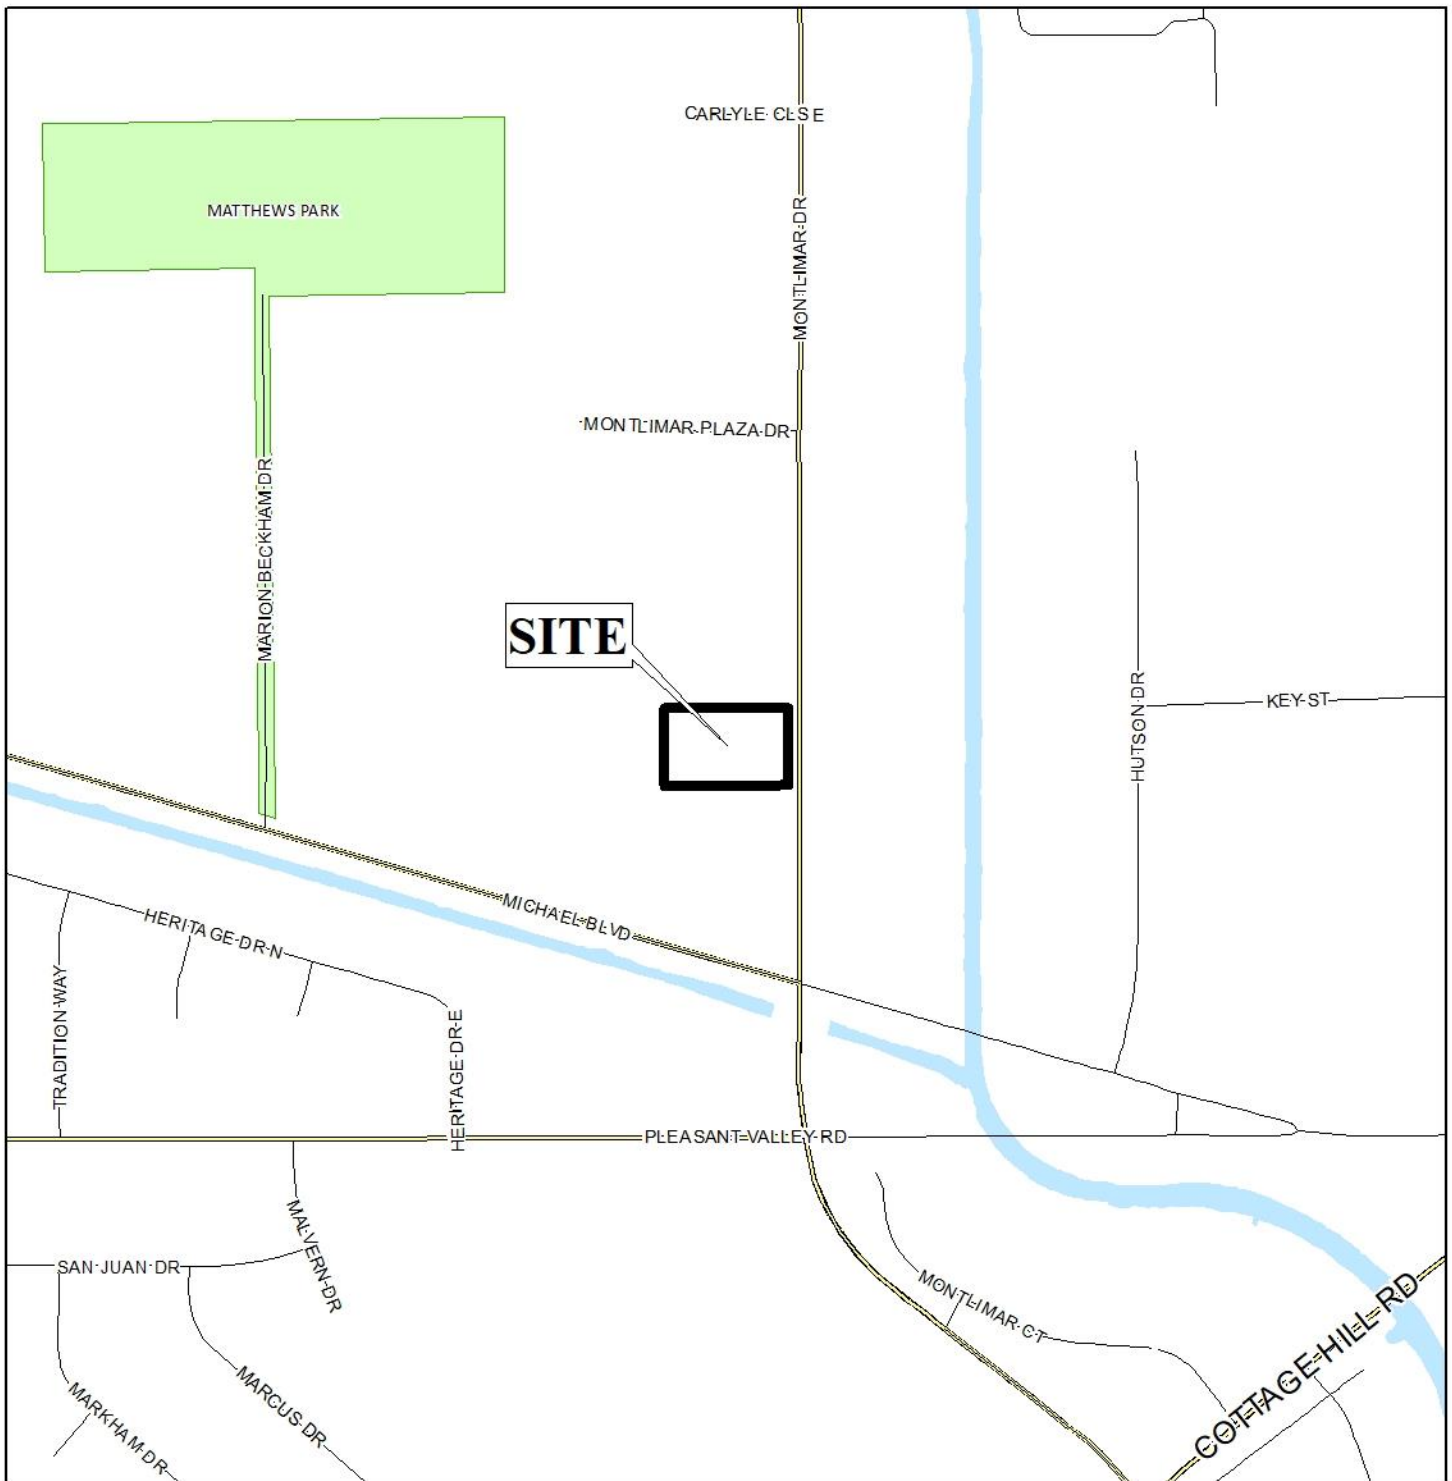 CARLYLE CLSE
MATTHEWS PARK
MONTLIMAR DR
MONTLIMAR PLAZA DR
MARION BECKHAM DR
SITE
HUTSON DR
KEY ST
MICHAEL BLVD
HERITAGE DR N
TRADITION WAY
HERITAGE DR E
PLEASANT VALLEY RD
MALVERN DR
SAN JUAN DR
MONTLIMAR CT
COTTAGE HILL RD
MARCUS DR
MARKHAM DR